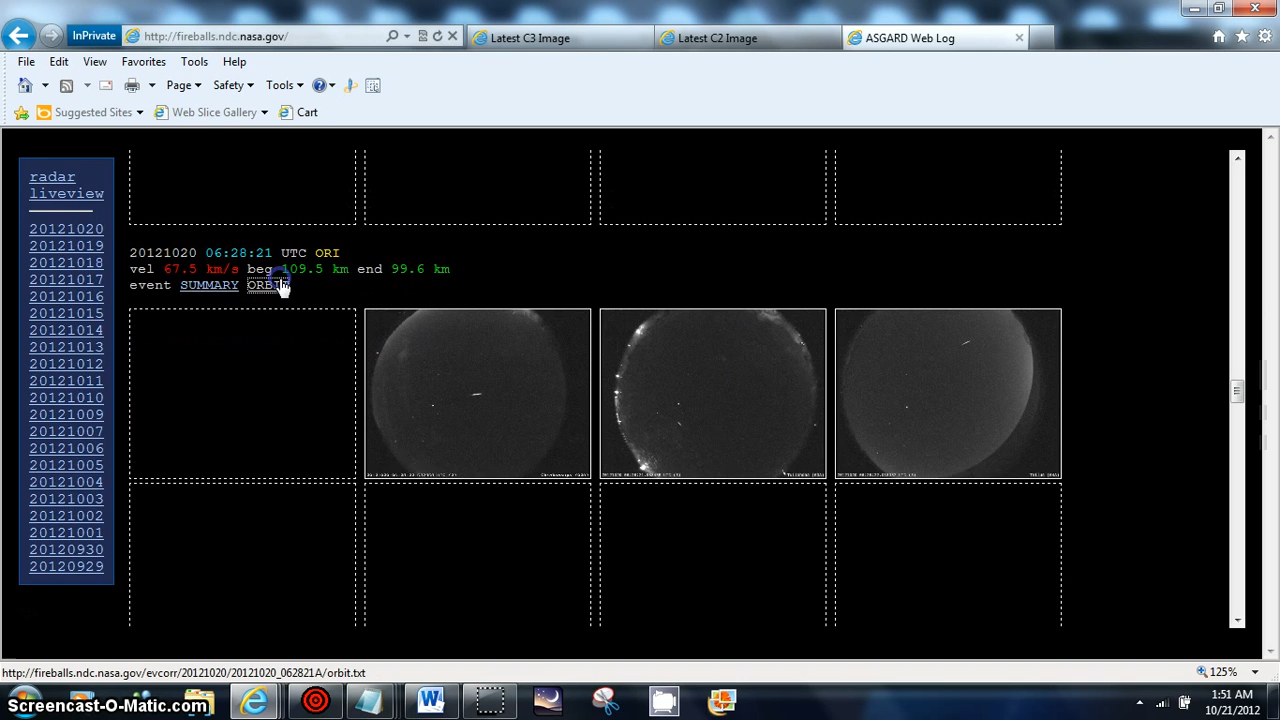 InPrivate
http://fireballs.ndc.nasa.gov/
Latest C3 Image
Latest C2 Image
ASGARD Web Log
File Edit View Favorites Tools Help
Page Safety Tools
Suggested Sites Web Slice Gallery Cart
radar
liveview
20121020
20121019
20121018
20121017
20121016
20121015
20121014
20121013
20121012
20121011
20121010
20121009
20121007
20121006
20121005
20121004
20121003
20121002
20121001
20120930
20120929
20121020 06:28:21 UTC ORI
vel 67.5 km/s beg 109.5 km end 99.6 km
event SUMMARY ORBIT
http://fireballs.ndc.nasa.gov/evcorr/20121020/20121020_062821A/orbit.txt
125%
Screencast-O-Matic.com
1:51 AM
10/21/2012